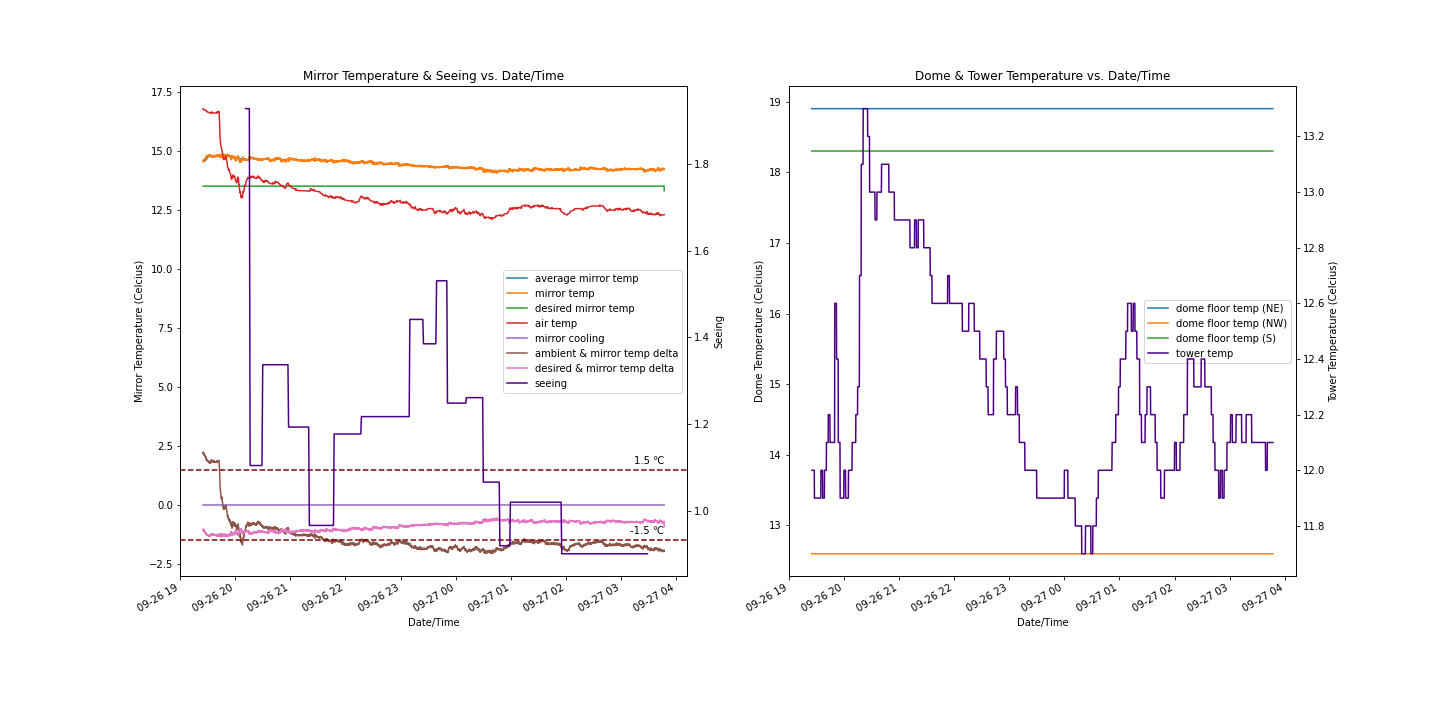 Mirror Temperature & Seeing vs. Date/Time
17.5
15.0
12.5
10.0
7.5
5.0
2.5
0.0
−2.5
Mirror Temperature (Celcius)
1.8
1.6
1.4
1.2
1.0
Seeing
average mirror temp
mirror temp
desired mirror temp
air temp
mirror cooling
ambient & mirror temp delta
desired & mirror temp delta
seeing
1.5 °C
-1.5 °C
09-26 19
09-26 20
09-26 21
09-26 22
09-26 23
09-27 00
09-27 01
09-27 02
09-27 03
09-27 04
Date/Time
Dome & Tower Temperature vs. Date/Time
19
18
17
16
15
14
13
Dome Temperature (Celcius)
13.2
13.0
12.8
12.6
12.4
12.2
12.0
11.8
Tower Temperature (Celcius)
dome floor temp (NE)
dome floor temp (NW)
dome floor temp (S)
tower temp
09-26 19
09-26 20
09-26 21
09-26 22
09-26 23
09-27 00
09-27 01
09-27 02
09-27 03
09-27 04
Date/Time